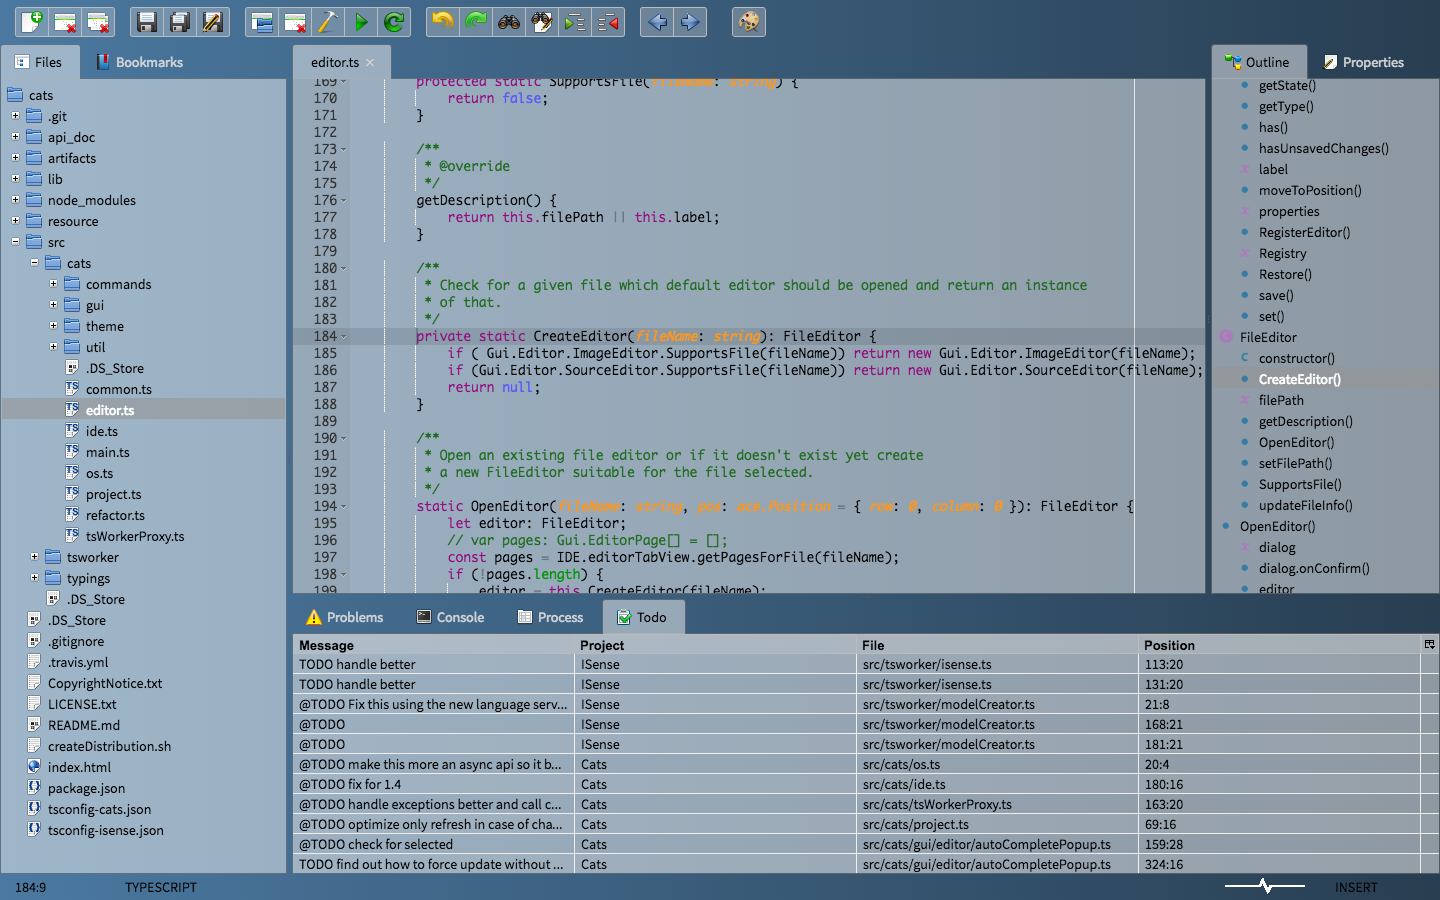 Files
Bookmarks
cats
.git
api_doc
artifacts
lib
node_modules
resource
src
cats
commands
gui
theme
util
.DS_Store
common.ts
editor.ts
ide.ts
main.ts
os.ts
project.ts
refactor.ts
tsWorkerProxy.ts
tsworker
typings
.DS_Store
.DS_Store
.gitignore
.travis.yml
CopyrightNotice.txt
LICENSE.txt
README.md
createDistribution.sh
index.html
package.json
tsconfig-cats.json
tsconfig-isense.json
editor.ts
169 protected static SupportsFile(fileName: string) {
170 return false;
171 }
172
173 /**
174 * @override
175 */
176 getDescription() {
177 return this.filePath || this.label;
178 }
179
180 /**
181 * Check for a given file which default editor should be opened and return an instance
182 * of that.
183 */
184 private static CreateEditor(fileName: string): FileEditor {
185 if ( Gui.Editor.ImageEditor.SupportsFile(fileName)) return new Gui.Editor.ImageEditor(fileName);
186 if (Gui.Editor.SourceEditor.SupportsFile(fileName)) return new Gui.Editor.SourceEditor(fileName);
187 return null;
188 }
189
190 /**
191 * Open an existing file editor or if it doesn't exist yet create
192 * a new FileEditor suitable for the file selected.
193 */
194 static OpenEditor(fileName: string, pos: ace.Position = { row: 0, column: 0 }): FileEditor {
195 let editor: FileEditor;
196 // var pages: Gui.EditorPage[] = [];
197 const pages = IDE.editorTabView.getPagesForFile(fileName);
198 if (!pages.length) {
199 editor = this.CreateEditor(fileName);
Outline
Properties
getState()
getType()
has()
hasUnsavedChanges()
label
moveToPosition()
properties
RegisterEditor()
Registry
Restore()
save()
set()
FileEditor
constructor()
CreateEditor()
filePath
getDescription()
OpenEditor()
setFilePath()
SupportsFile()
updateFileInfo()
OpenEditor()
dialog
dialog.onConfirm()
editor
Problems
Console
Process
Todo
Message Project File Position
TODO handle better ISense src/tsworker/isense.ts 113:20
TODO handle better ISense src/tsworker/isense.ts 131:20
@TODO Fix this using the new language serv... ISense src/tsworker/modelCreator.ts 21:8
@TODO ISense src/tsworker/modelCreator.ts 168:21
@TODO ISense src/tsworker/modelCreator.ts 181:21
@TODO make this more an async api so it b... Cats src/cats/os.ts 20:4
@TODO fix for 1.4 Cats src/cats/ide.ts 180:16
@TODO handle exceptions better and call c... Cats src/cats/tsWorkerProxy.ts 163:20
@TODO optimize only refresh in case of cha... Cats src/cats/project.ts 69:16
@TODO check for selected Cats src/cats/gui/editor/autoCompletePopup.ts 159:28
TODO find out how to force update without ... Cats src/cats/gui/editor/autoCompletePopup.ts 324:16
184:9
TYPESCRIPT
INSERT